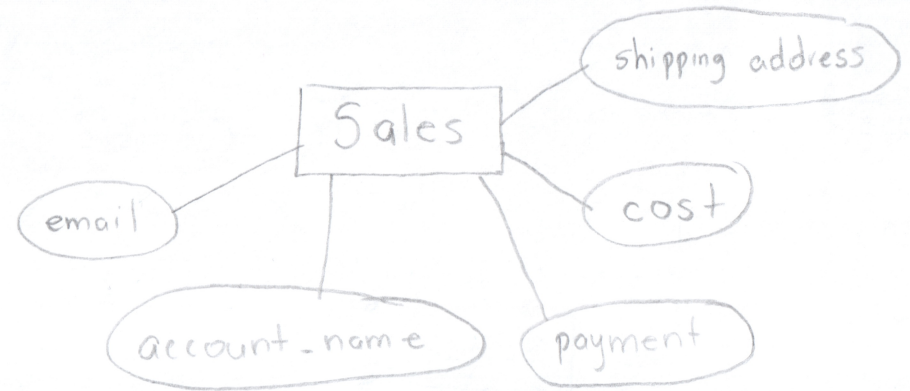 shipping address
Sales
cost
email
account_name
payment